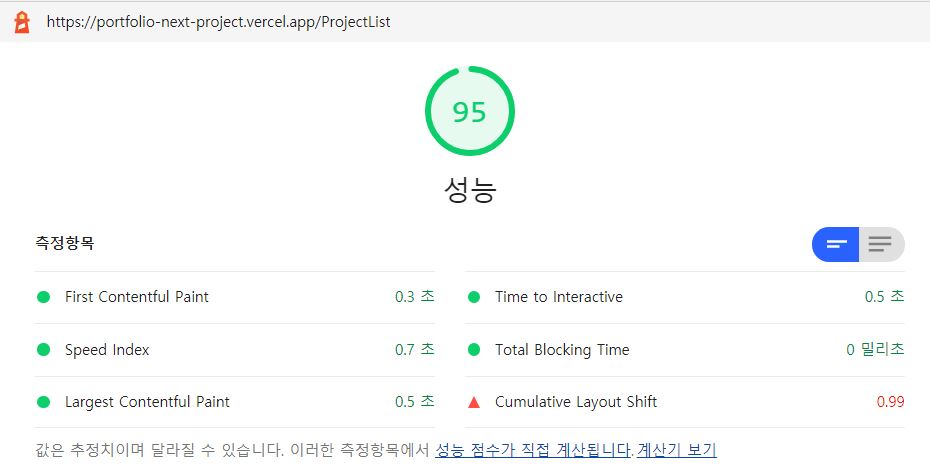 https://portfolio-next-project.vercel.app/ProjectList
95
성능
측정항목
First Contentful Paint 0.3 초
Time to Interactive 0.5 초
Speed Index 0.7 초
Total Blocking Time 0 밀리초
Largest Contentful Paint 0.5 초
Cumulative Layout Shift 0.99
값은 추정치이며 달라질 수 있습니다. 이러한 측정항목에서 성능 점수가 직접 계산됩니다. 계산기 보기